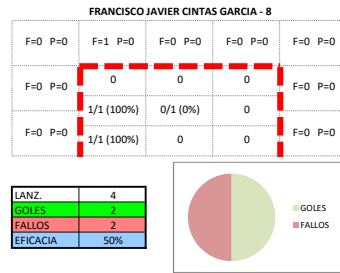 FRANCISCO JAVIER CINTAS GARCIA - 8
F=0 P=0 F=1 P=0 F=0 P=0 F=0 P=0 F=0 P=0
F=0 P=0 0 0 0 F=0 P=0
1/1 (100%) 0/1 (0%) 0
F=0 P=0 1/1 (100%) 0 0 F=0 P=0
LANZ. 4
GOLES 2
FALLOS 2
EFICACIA 50%
GOLES
FALLOS